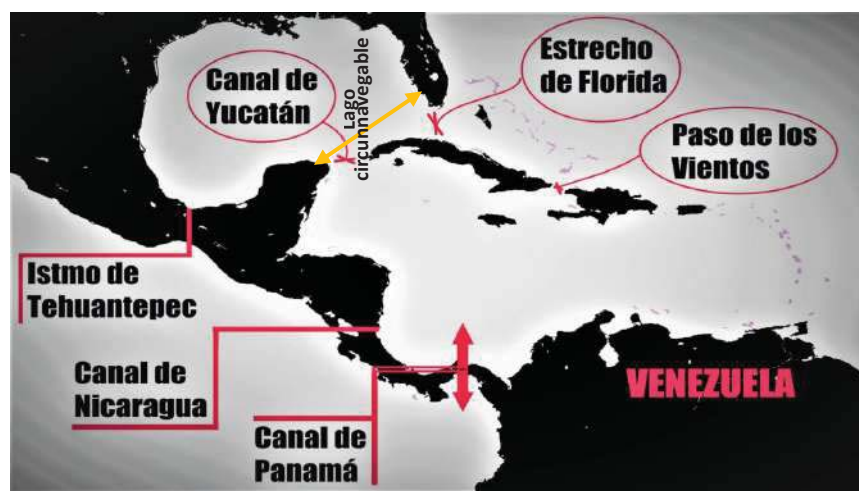 Canal de
Yucatán
Lago
circunnavegable
Estrecho
de Florida
Paso de los
Vientos
Istmo de
Tehuantepec
Canal de
Nicaragua
Canal de
Panamá
VENEZUELA